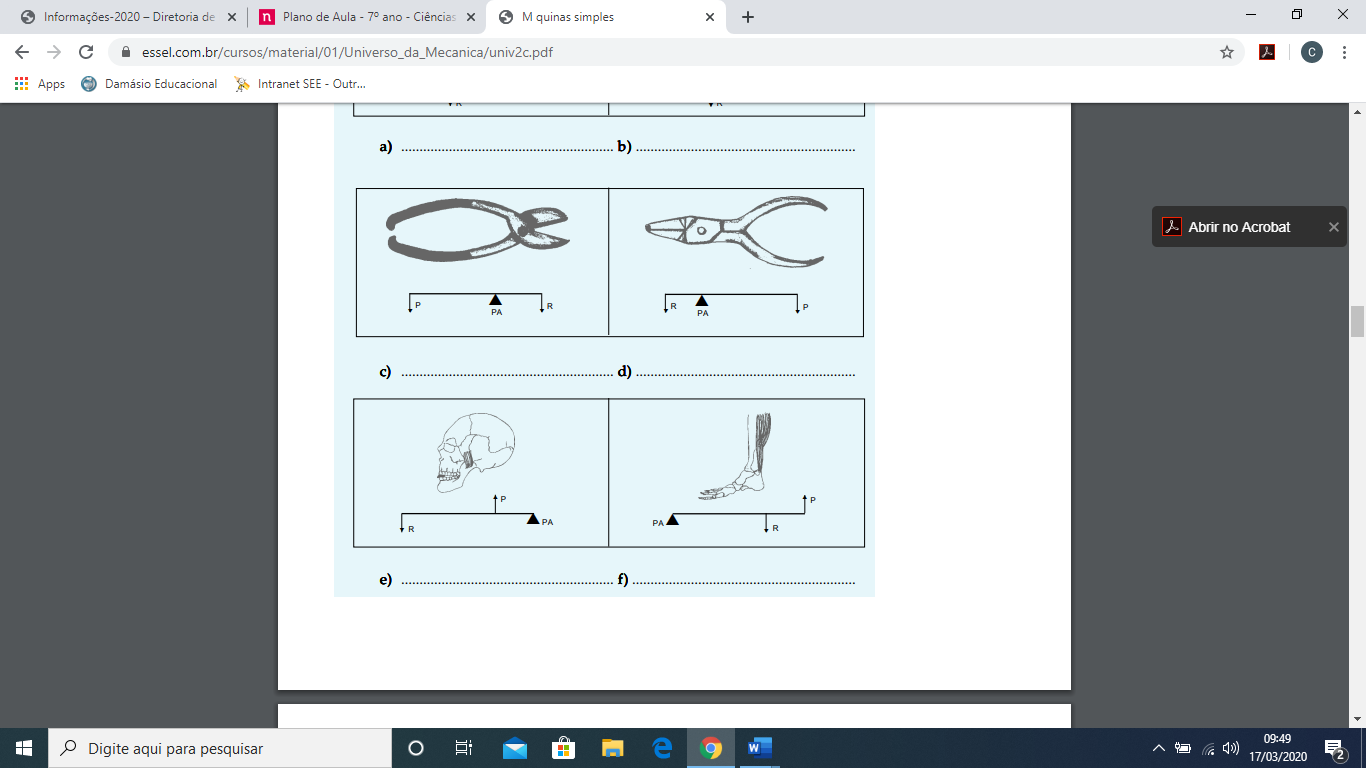 Informações-2020 – Diretoria de
Plano de Aula - 7º ano - Ciências
M quinas simples
essel.com.br/cursos/material/01/Universo_da_Mecanica/univ2c.pdf
C
Apps
Damásio Educacional
Intranet SEE - Outr...
R
R
a) .......................................................... b) ............................................................
P
PA
R
R
PA
P
Abrir no Acrobat
c) .......................................................... d) ............................................................
P
R
PA
P
PA
R
e) .......................................................... f) .............................................................
Digite aqui para pesquisar
09:49
17/03/2020
2